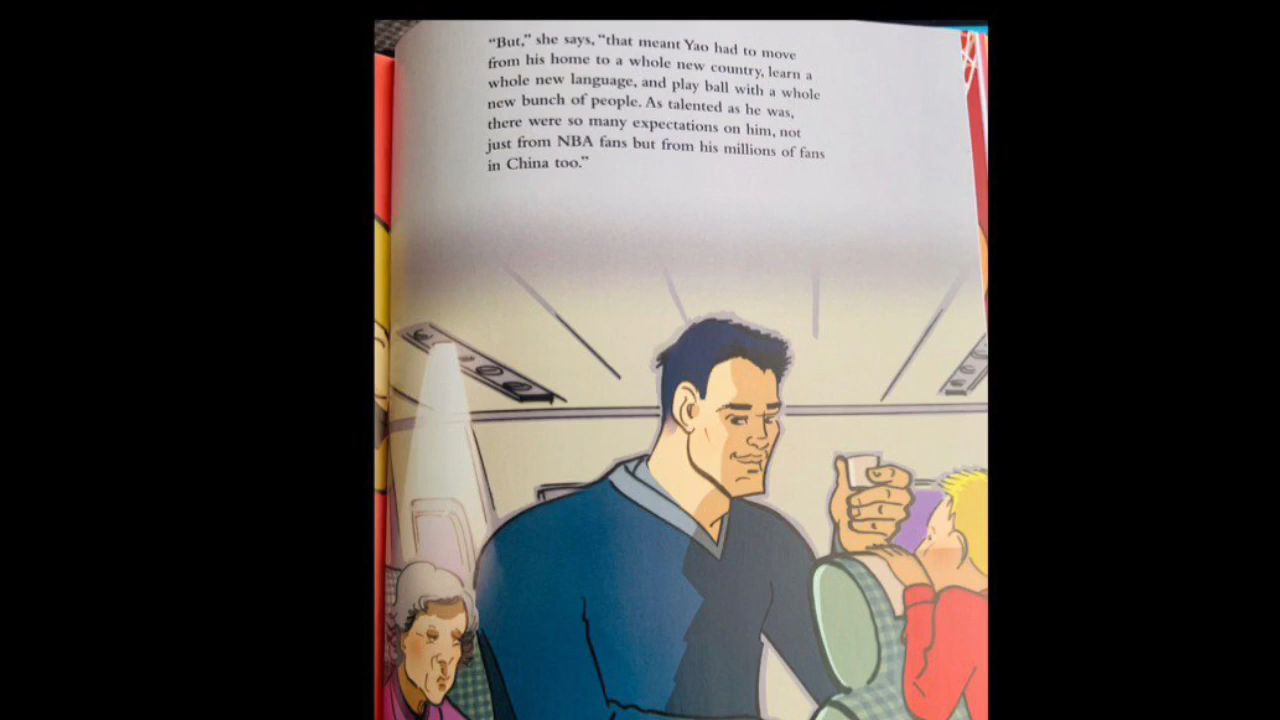 “But,” she says, “that meant Yao had to move
from his home to a whole new country, learn a
whole new language, and play ball with a whole
new bunch of people. As talented as he was,
there were so many expectations on him, not
just from NBA fans but from his millions of fans
in China too.”